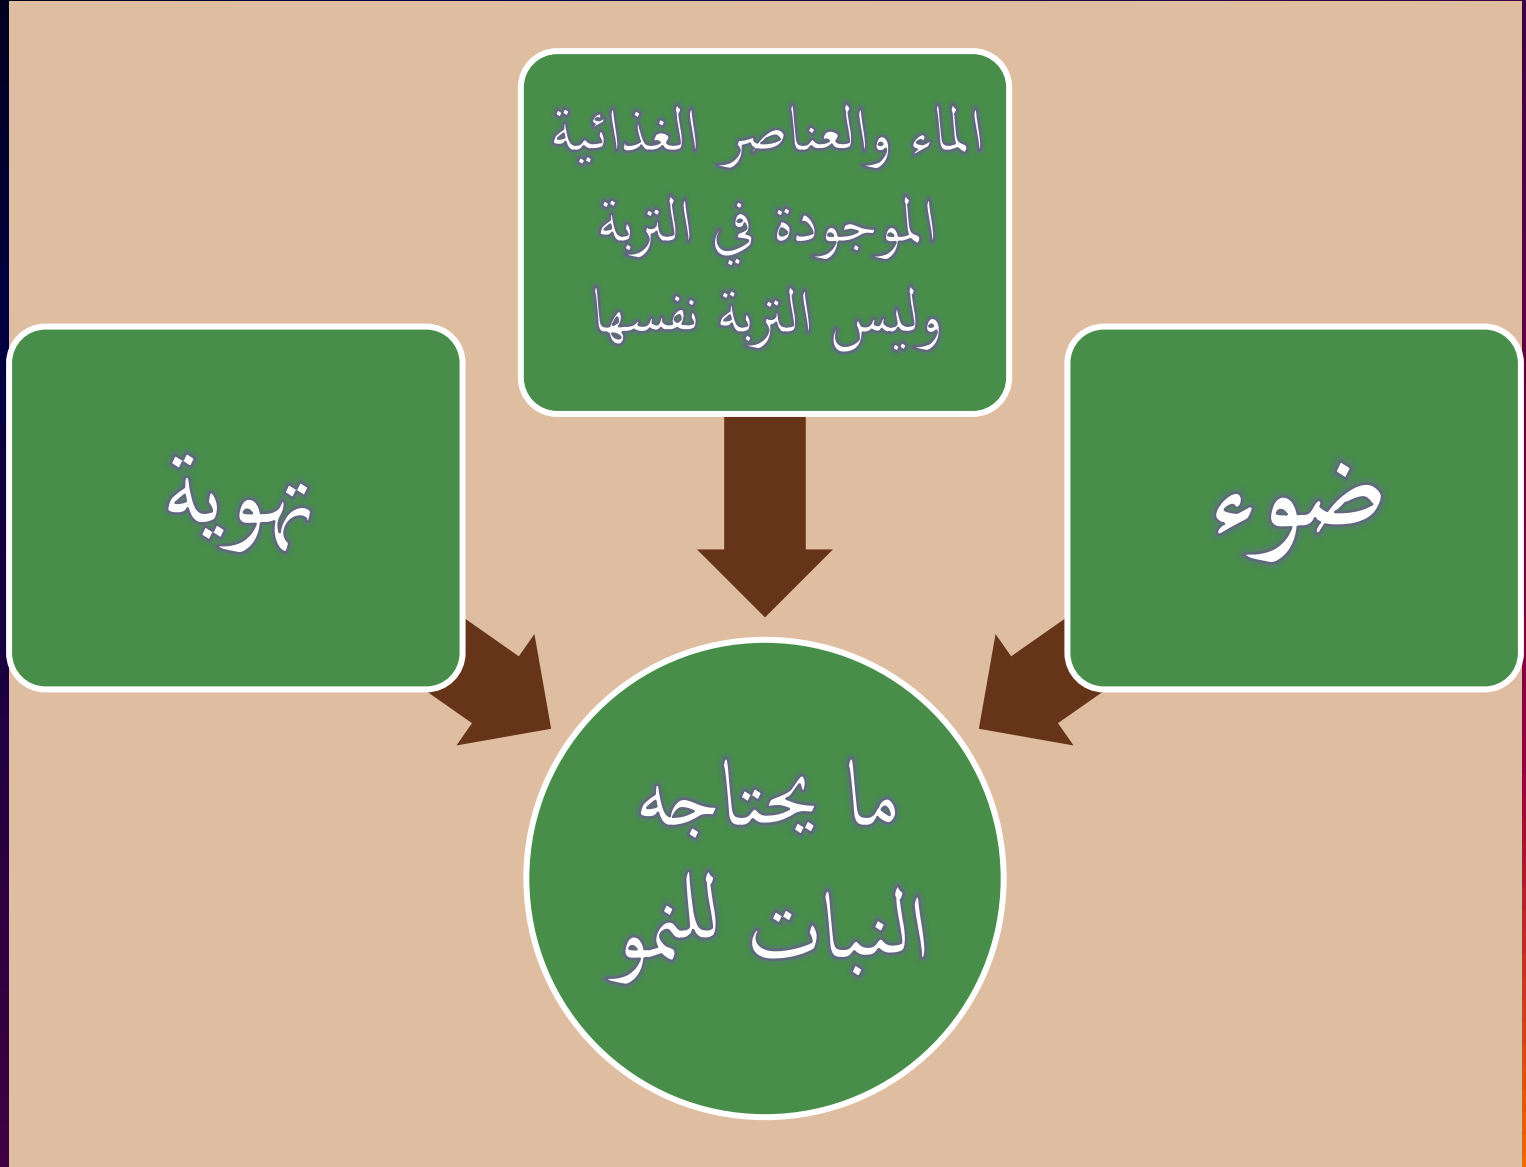 الماء والعناصر الغذائية
الموجودة في التربة
وليس التربة نفسها
ضوء
تهوية
ما يحتاجه
النبات للنمو